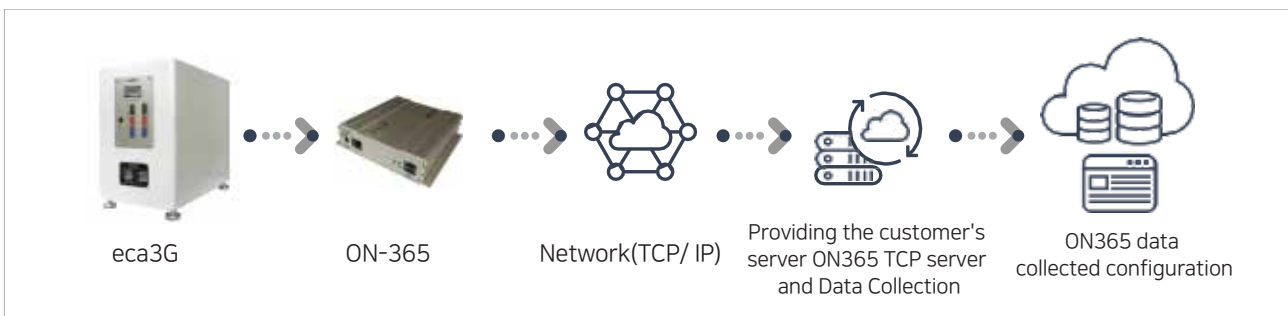 eca3G
ON-365
Network(TCP/ IP)
Providing the customer's
server ON365 TCP server
and Data Collection
ON365 data
collected configuration